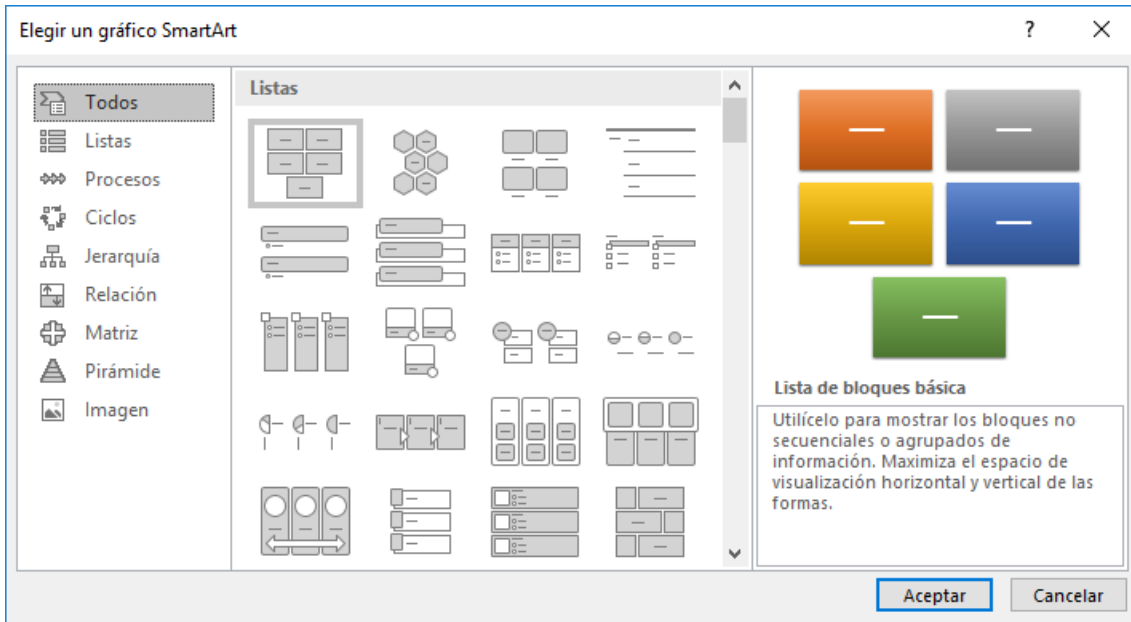 Elegir un gráfico SmartArt
?
Todos
Listas
Procesos
Ciclos
Jerarquía
Relación
Matriz
Pirámide
Imagen
Listas
Lista de bloques básica
Utilícelo para mostrar los bloques no
secuenciales o agrupados de
información. Maximiza el espacio de
visualización horizontal y vertical de las
formas.
Aceptar
Cancelar